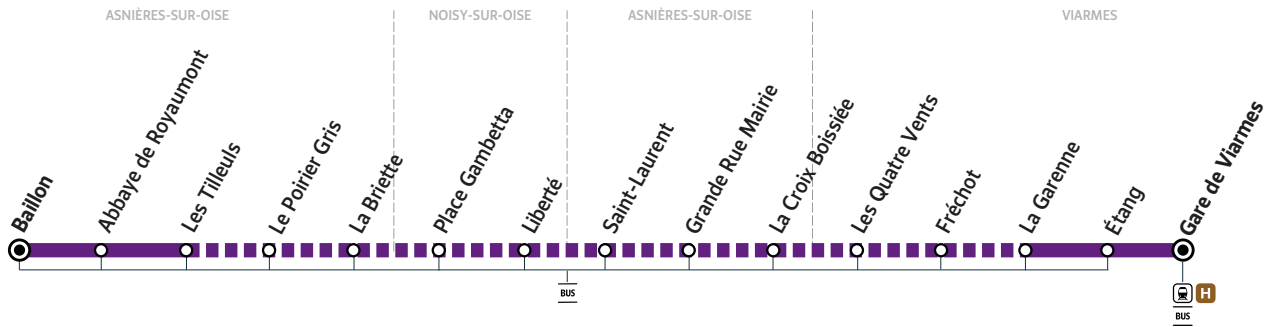 ASNIÈRES-SUR-OISE
NOISY-SUR-OISE
ASNIÈRES-SUR-OISE
VIARMES
Baillon
Abbaye de Royaumont
Les Tilleuls
Le Poirier Gris
La Briette
Place Gambetta
Liberté
Saint-Laurent
Grande Rue Mairie
La Croix Boissiée
Les Quatre Vents
Fréchot
La Garenne
Étang
Gare de Viarmes
BUS
H
BUS